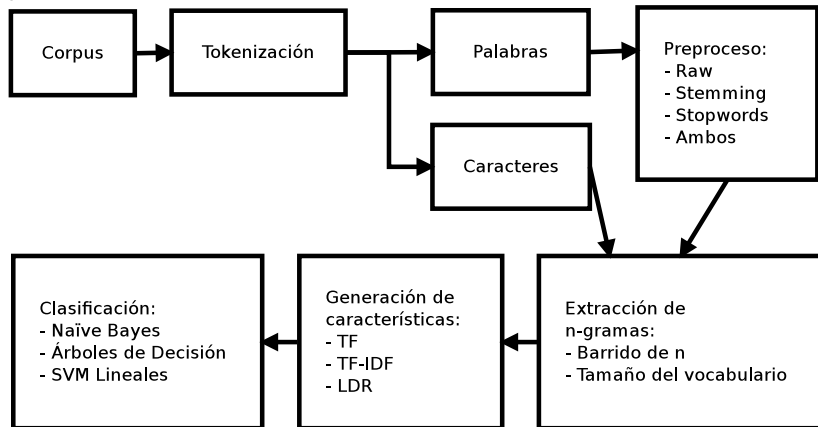 Corpus
Tokenización
Palabras
Preproceso:
- Raw
- Stemming
- Stopwords
- Ambos
Caracteres
Extracción de
n-gramas:
- Barrido de n
- Tamaño del vocabulario
Generación de
características:
- TF
- TF-IDF
- LDR
Clasificación:
- Naïve Bayes
- Árboles de Decisión
- SVM Lineales